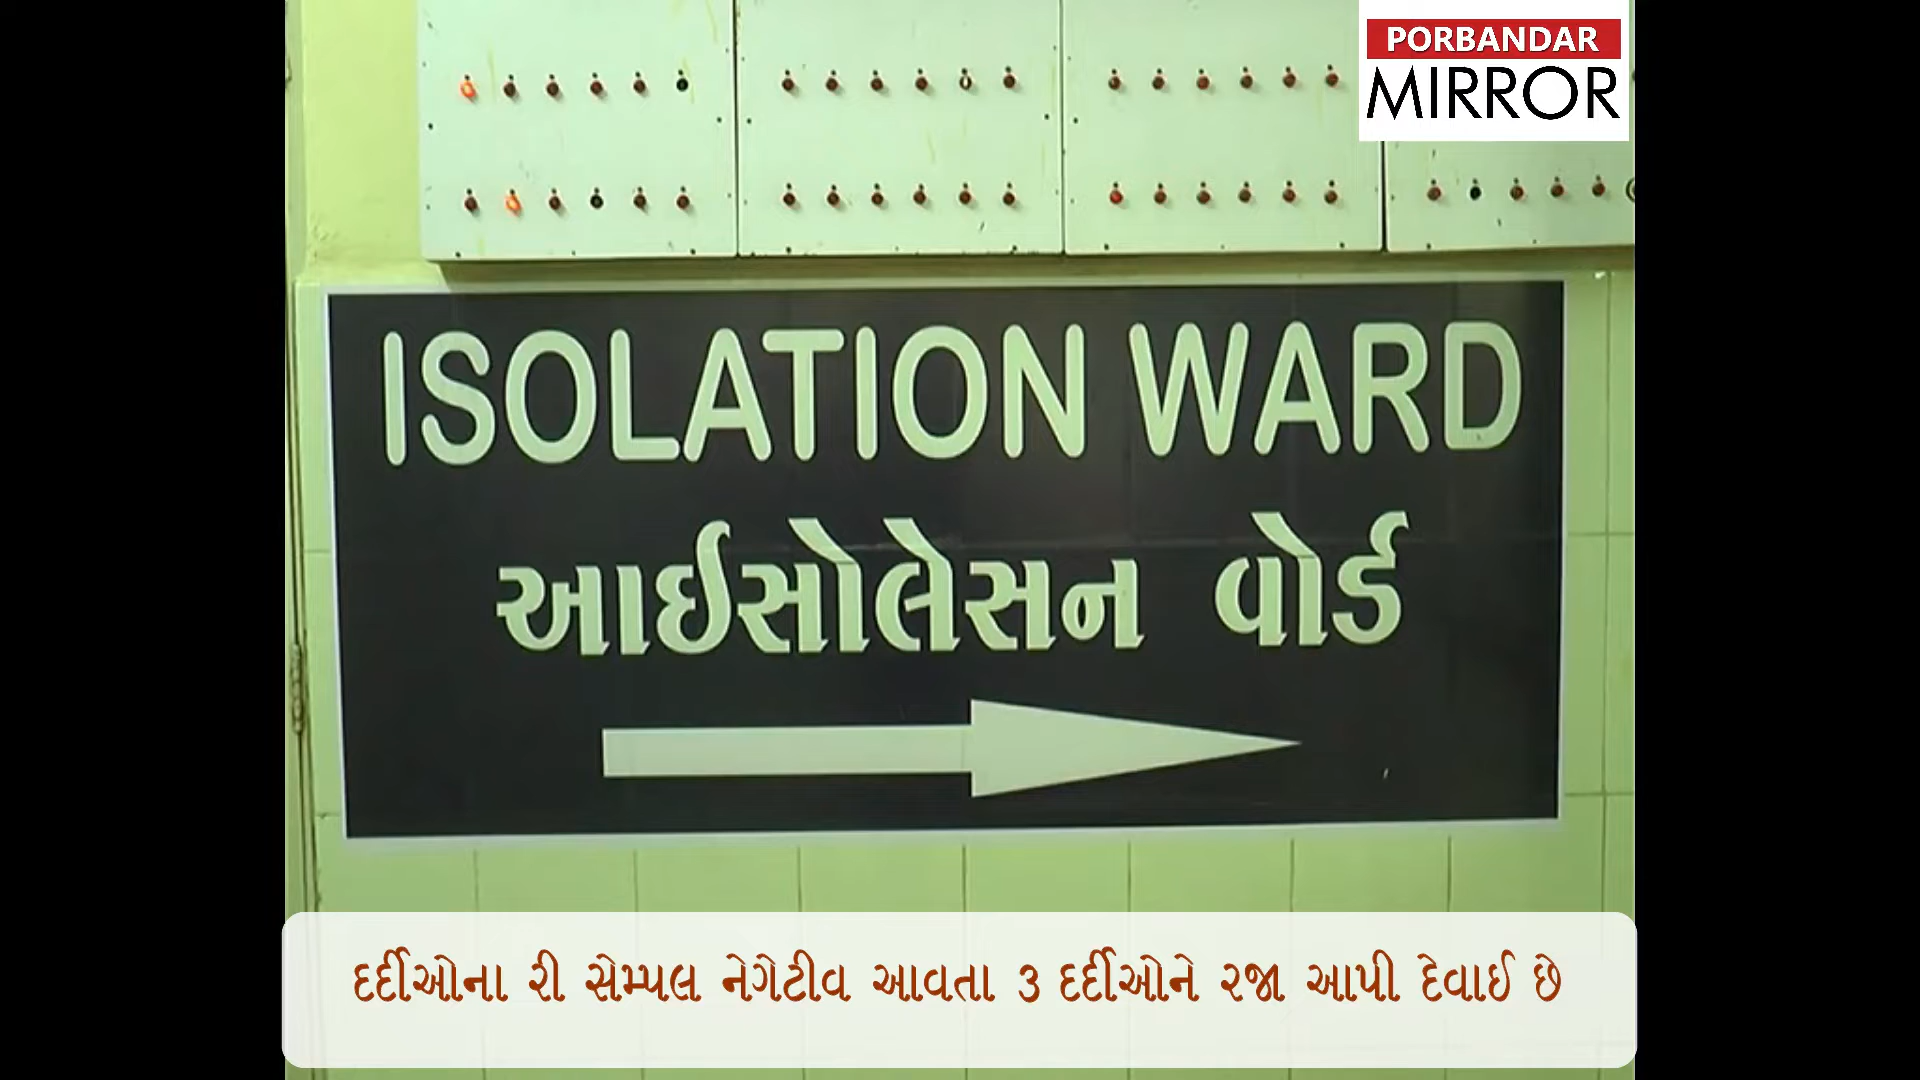 PORBANDAR
MIRROR
ISOLATION WARD
આઈસોલેસન વોર્ડ
દર્દીઓના રી સેમ્પલ નેગેટીવ આવતા ૩ દર્દીઓને રજા આપી દેવાઈ છે